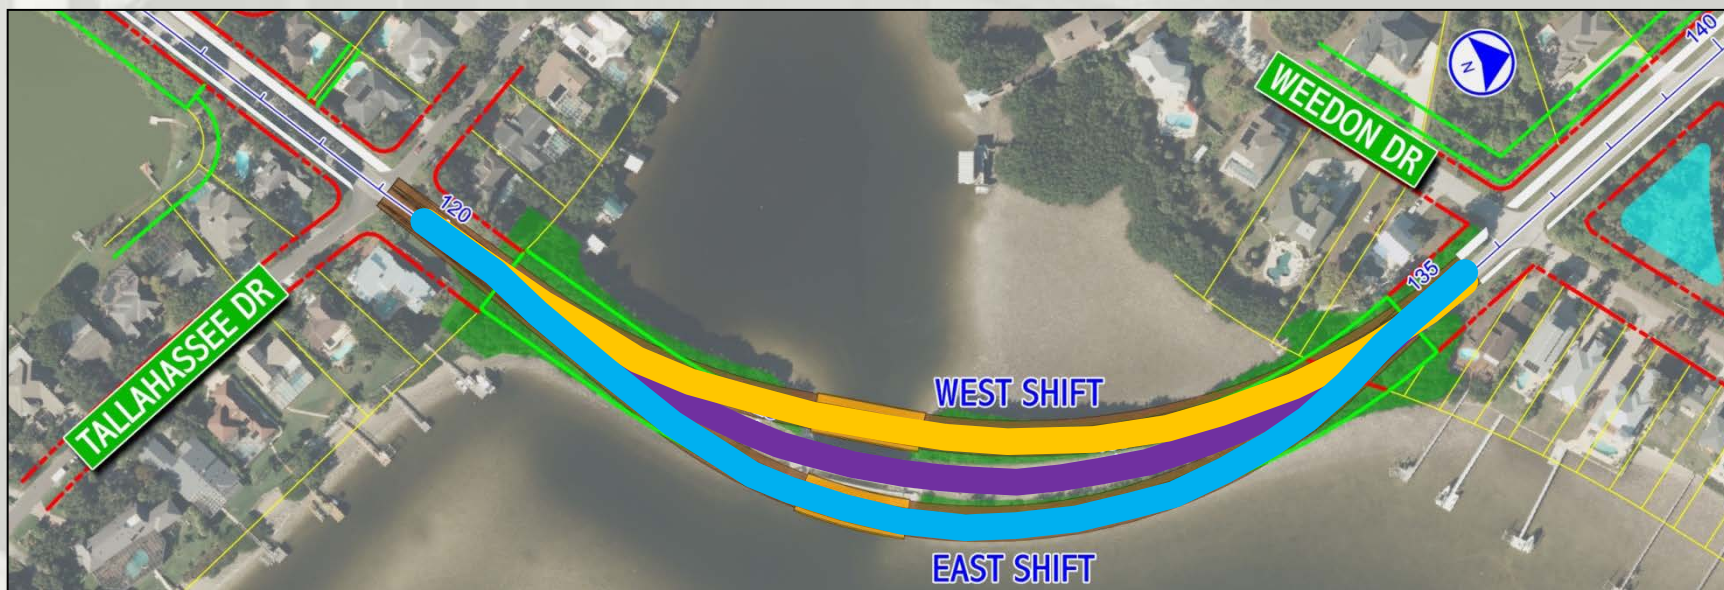 140
N
WEEDON DR
120
135
TALLAHASSEE DR
WEST SHIFT
EAST SHIFT